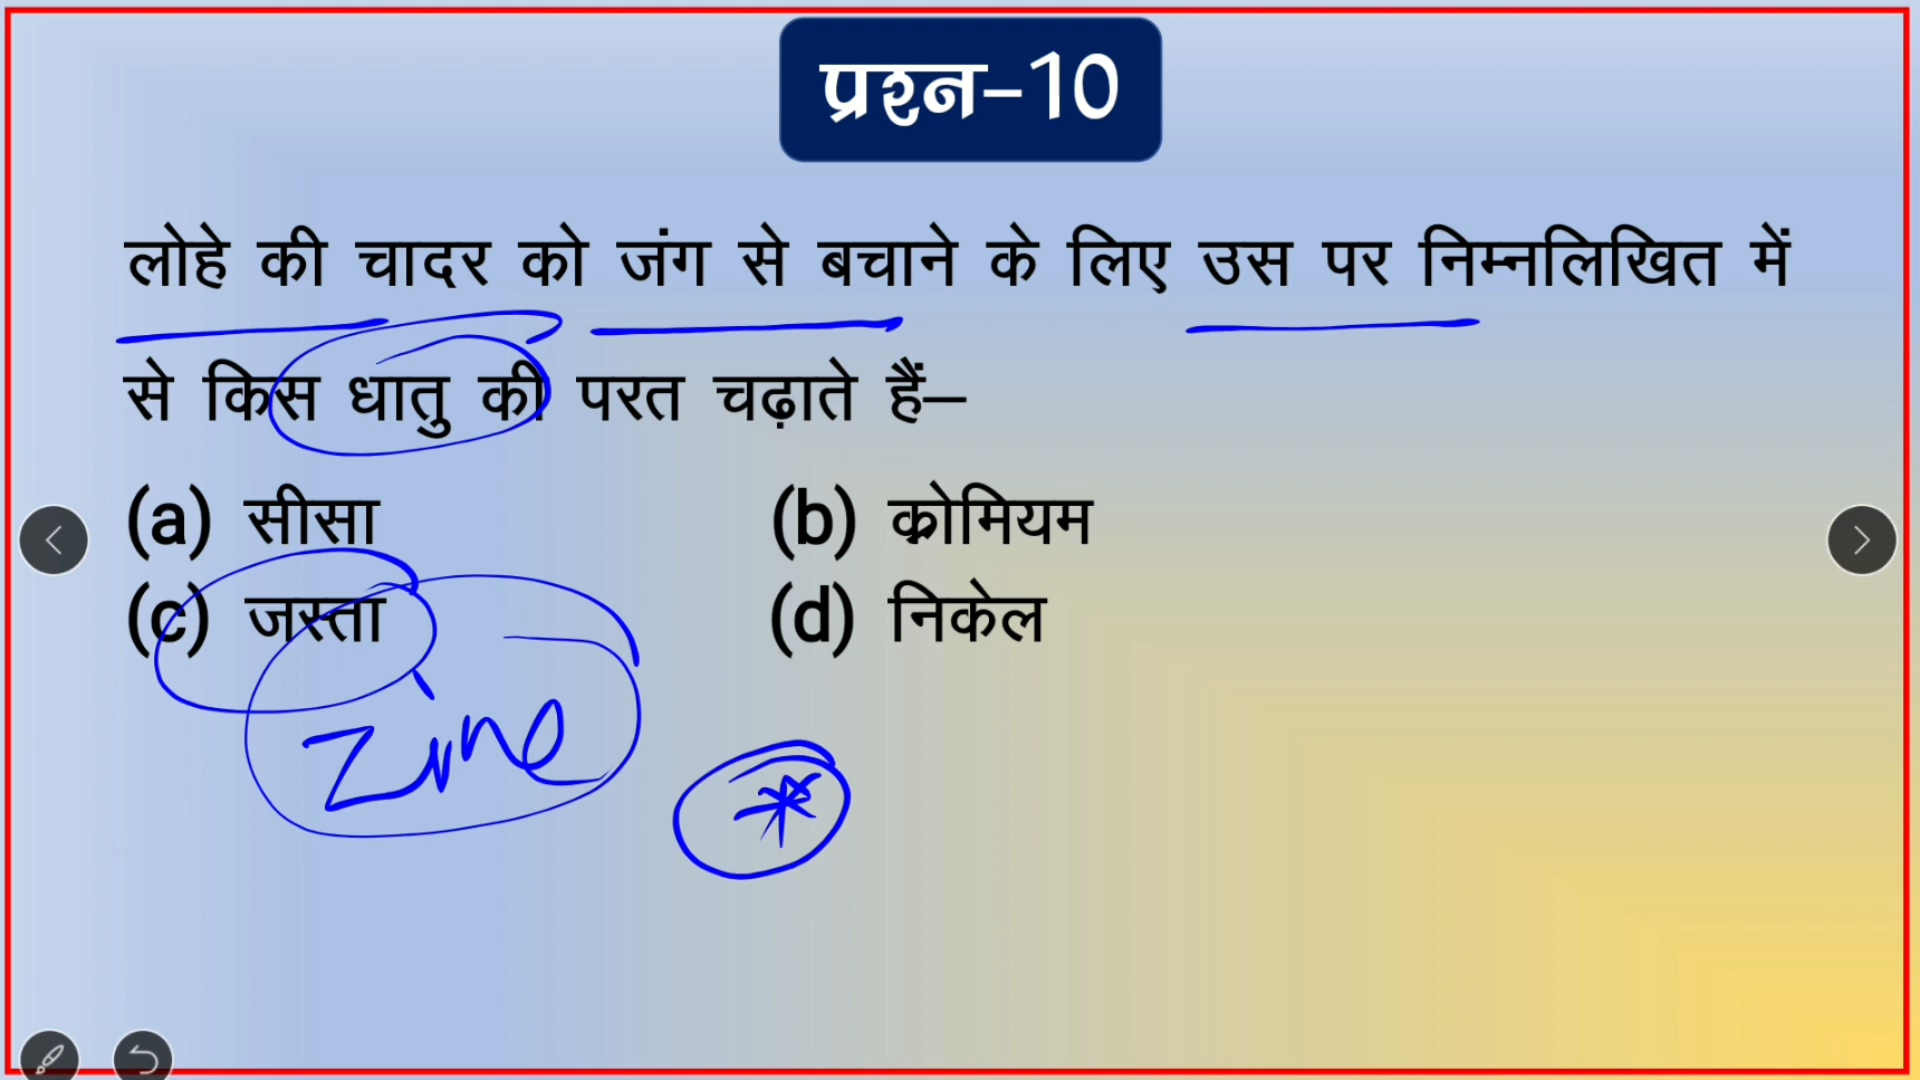 प्रश्न–10
लोहे की चादर को जंग से बचाने के लिए उस पर निम्नलिखित में
से किस धातु की परत चढ़ाते हैं–
(a) सीसा (b) क्रोमियम
(c) जस्ता (d) निकेल
Zinc